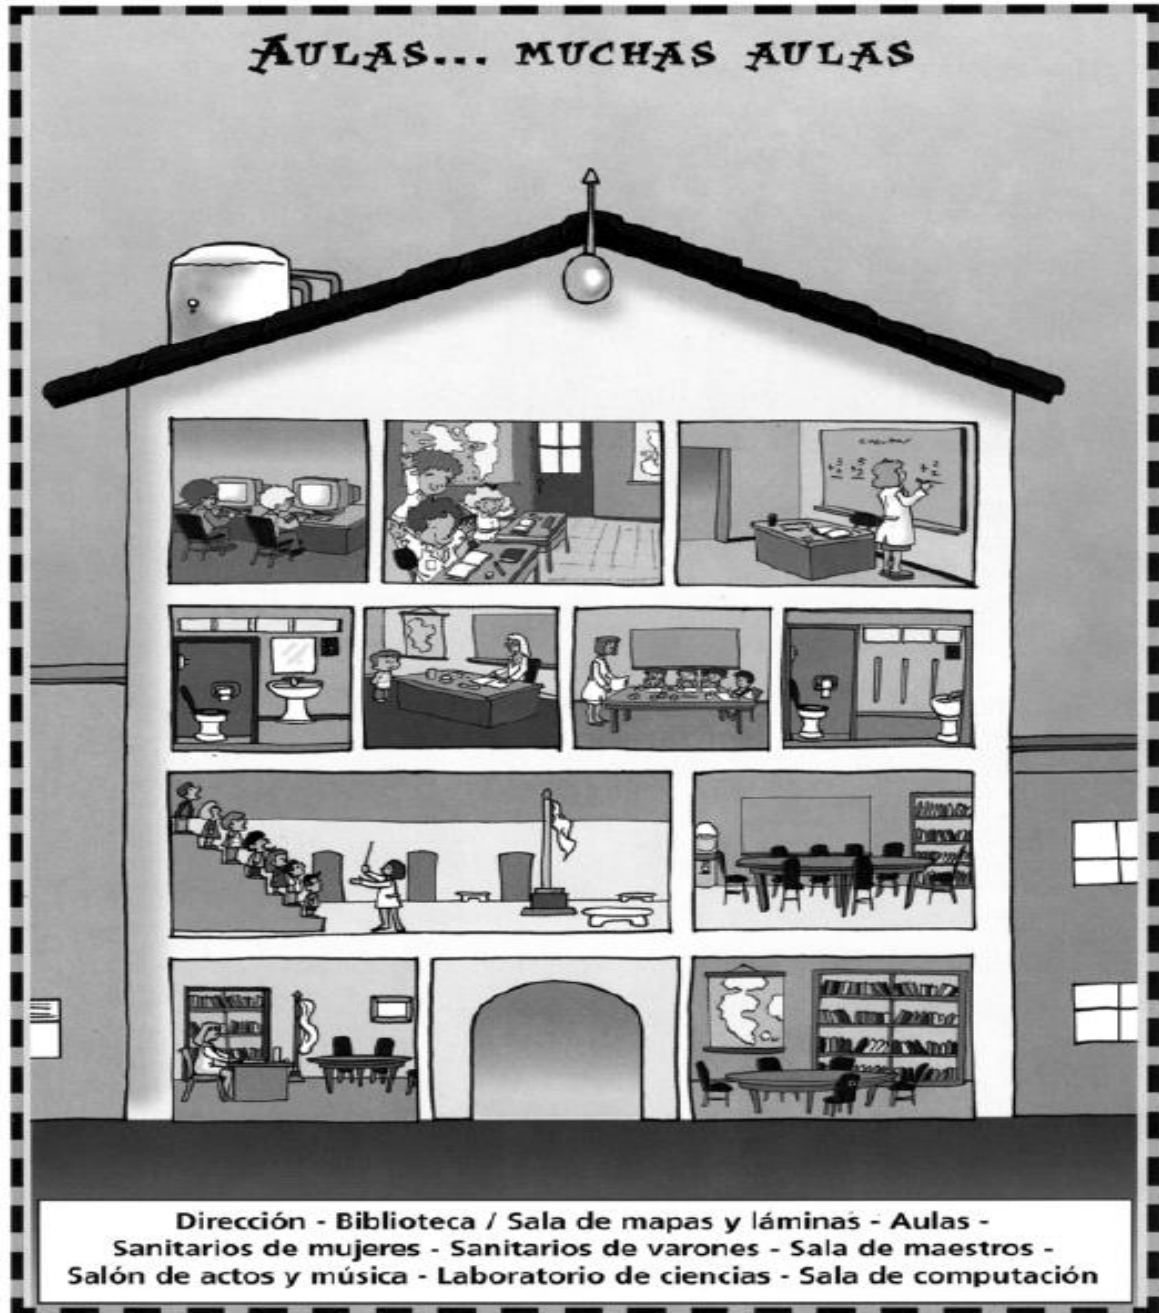 AULAS... MUCHAS AULAS
Dirección - Biblioteca / Sala de mapas y láminas - Aulas -
Sanitarios de mujeres - Sanitarios de varones - Sala de maestros -
Salón de actos y música - Laboratorio de ciencias - Sala de computación